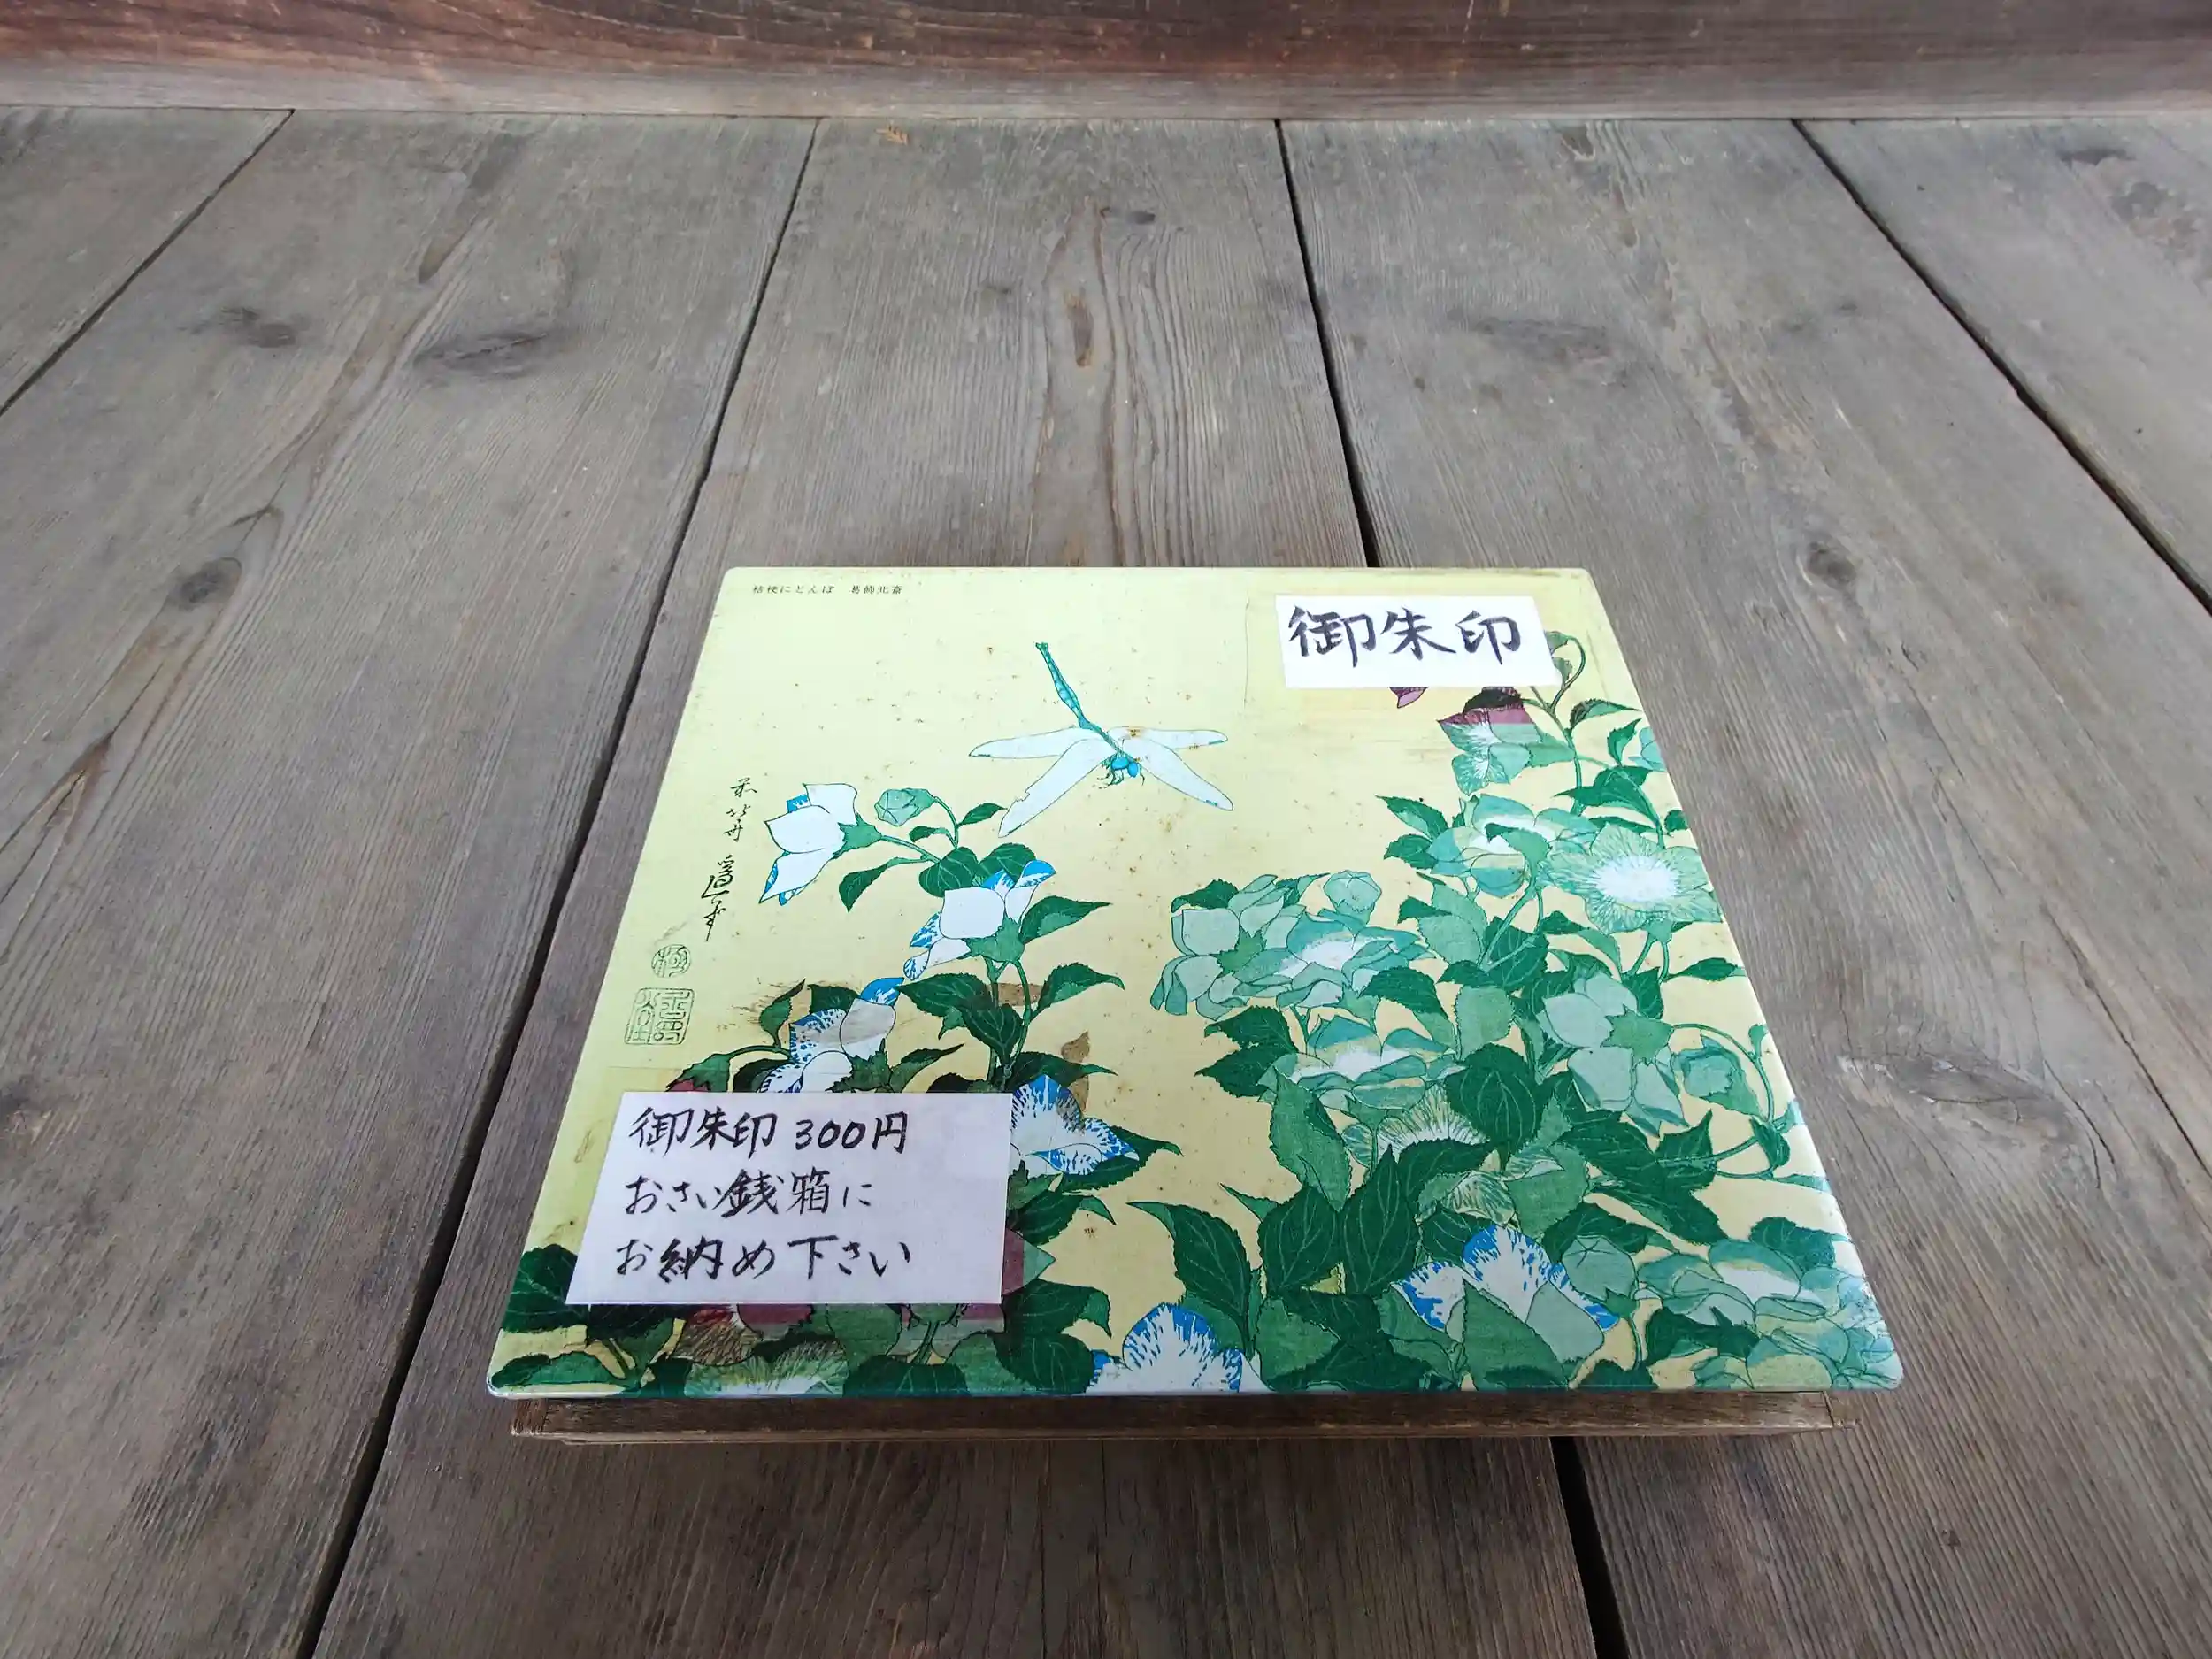 桔梗にとんぼ 葛飾北斎
御朱印
御朱印 300円
おさい銭箱に
お納め下さい